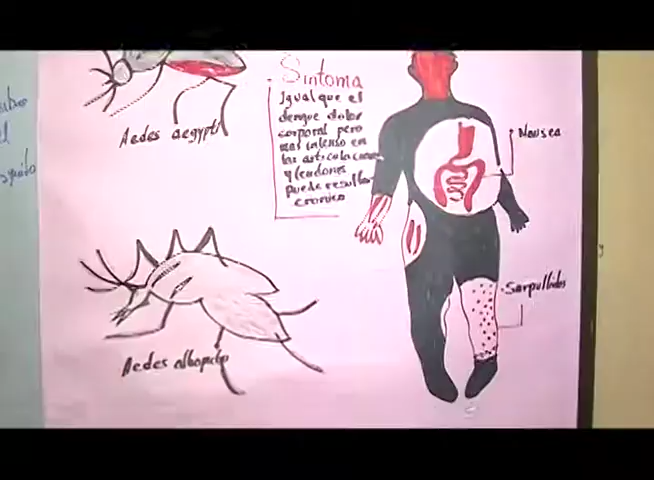 Sintoma
Igual que el
dengue dolor
corporal pero
mas intenso en
las articulaciones
y tendones
puede resultar
cronico
Aedes aegypti
Nausea
Sarpullidos
Aedes albopictus